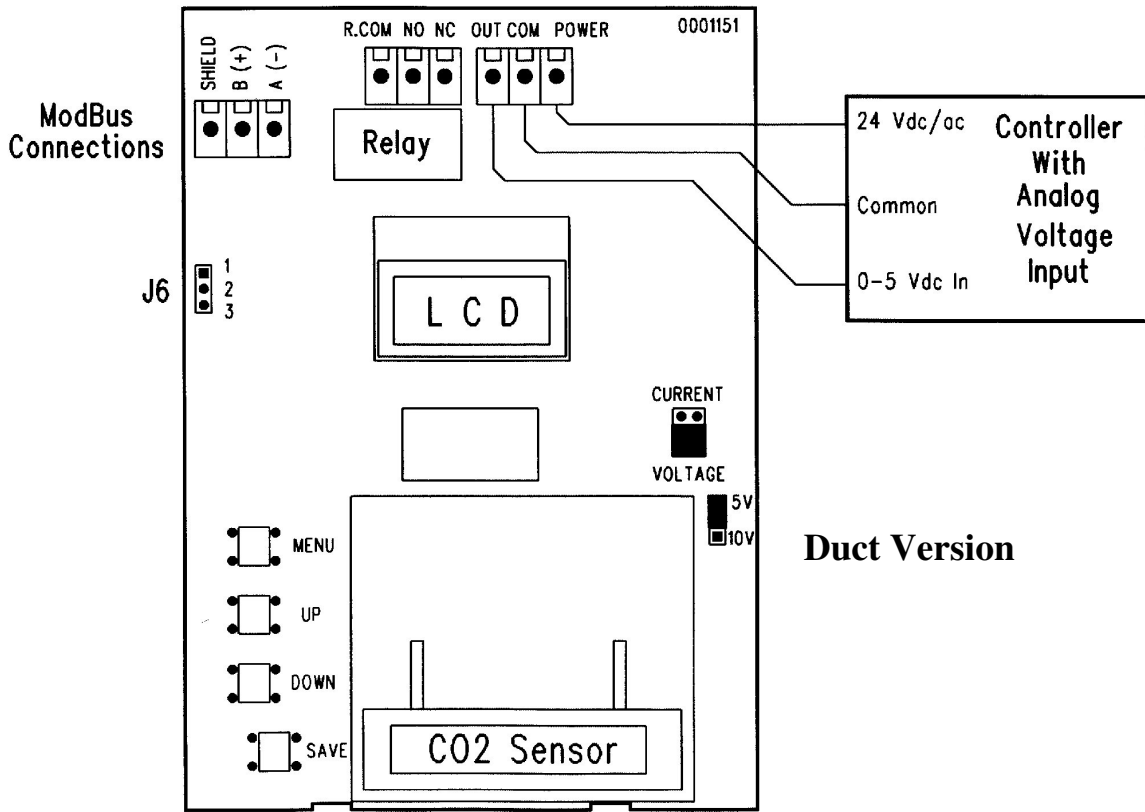 R.COM NO NC OUT COM POWER 0001151
SHIELD
B (+)
A (-)
ModBus
Connections
Relay
24 Vdc/ac
Common
0-5 Vdc In
Controller
With
Analog
Voltage
Input
J6
1
2
3
LCD
CURRENT
VOLTAGE
5V
10V
Duct Version
MENU
UP
DOWN
SAVE
CO2 Sensor